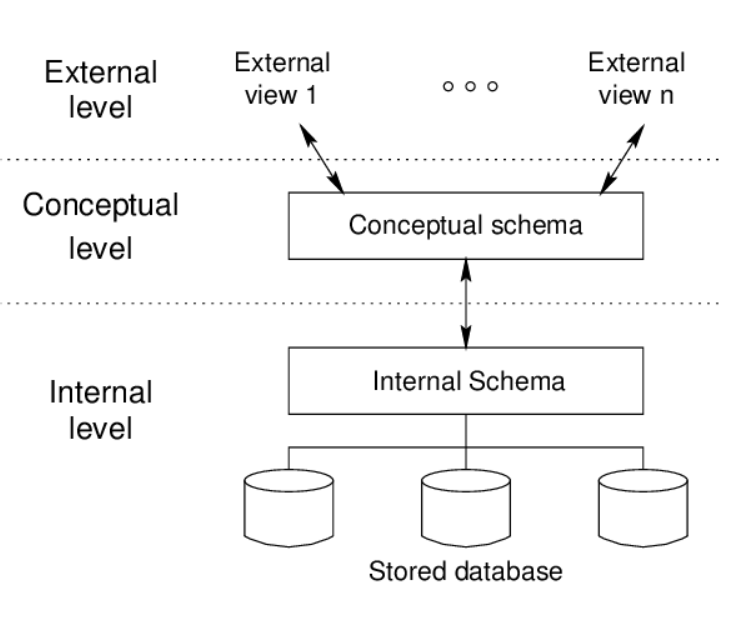 External
level
External
view 1
External
view n
Conceptual
level
Conceptual schema
Internal
level
Internal Schema
Stored database